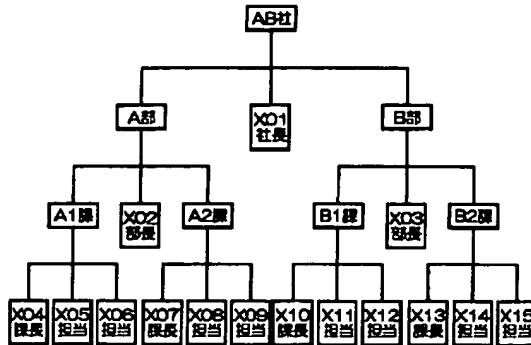 AB社
A部
X01
社長
B部
A1課
X02
部長
A2課
B1課
X03
部長
B2課
X04
課長
X05
担当
X06
担当
X07
課長
X08
担当
X09
担当
X10
課長
X11
担当
X12
担当
X13
課長
X14
担当
X15
担当